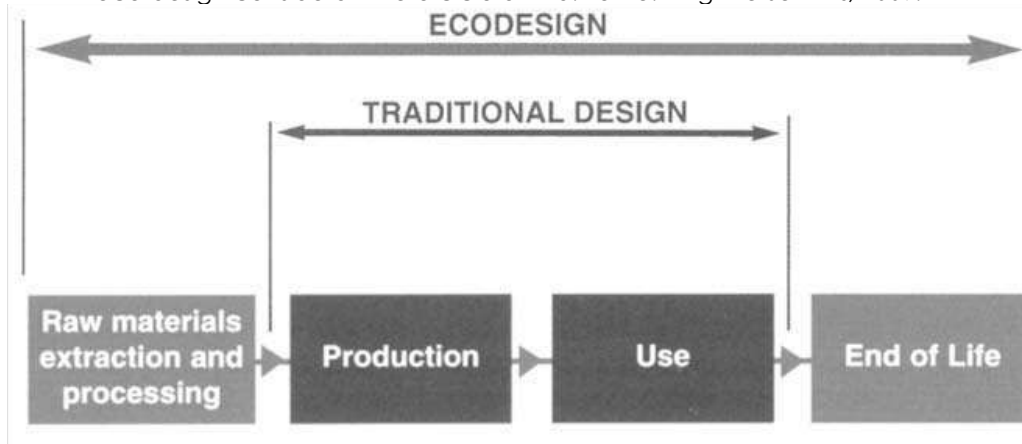 ECODESIGN
TRADITIONAL DESIGN
Raw materials
extraction and
processing
Production
Use
End of Life